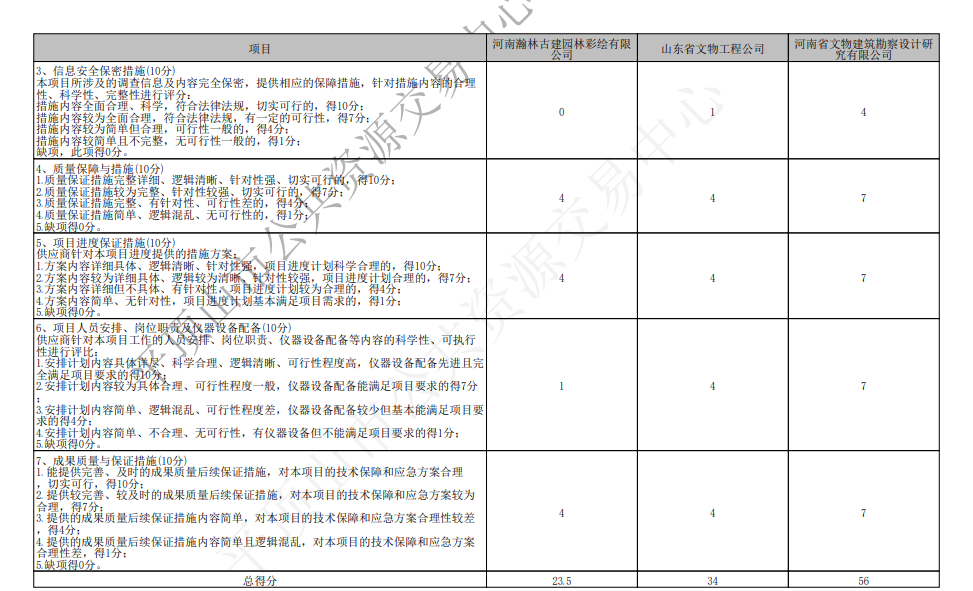 项目
河南瀚林古建园林彩绘有限
公司
山东省文物工程公司
河南省文物建筑勘察设计研
究有限公司
3、信息安全保密措施(10分)
本项目所涉及的调查信息及内容完全保密，提供相应的保障措施，针对措施内容的合理
性、科学性、完整性进行评分：
措施内容全面合理、科学，符合法律法规，切实可行的，得10分；
措施内容较为全面合理，符合法律法规，有一定的可行性，得7分；
措施内容较为简单但合理，可行性一般的，得4分；
措施内容较简单且不完整，无可行性一般的，得1分；
缺项，此项得0分。
0
1
4
4、质量保障与措施(10分)
1.质量保证措施完整详细、逻辑清晰、针对性强、切实可行的，得10分；
2.质量保证措施较为完整、针对性较强、切实可行的，得7分；
3.质量保证措施完整、有针对性、可行性差的，得4分；
4.质量保证措施简单、逻辑混乱、无可行性的，得1分；
5.缺项得0分。
4
4
7
5、项目进度保证措施(10分)
供应商针对本项目进度提供的措施方案：
1.方案内容详细具体、逻辑清晰、针对性强，项目进度计划科学合理的，得10分；
2.方案内容较为详细具体、逻辑较为清晰、针对性较强，项目进度计划合理的，得7分；
3.方案内容详细但不具体、有针对性，项目进度计划较为合理的，得4分；
4.方案内容简单、无针对性，项目进度计划基本满足项目需求的，得1分；
5.缺项得0分。
4
4
7
6、项目人员安排、岗位职责及仪器设备配备(10分)
供应商针对本项目工作的人员安排、岗位职责、仪器设备配备等内容的科学性、可执行
性进行评比：
1.安排计划内容具体详尽、科学合理、逻辑清晰、可行性程度高，仪器设备配备先进且完
全满足项目要求的得10分；
2.安排计划内容较为具体合理、可行性程度一般，仪器设备配备能满足项目要求的得7分
；
3.安排计划内容简单、逻辑混乱、可行性程度差，仪器设备配备较少但基本能满足项目要
求的得4分；
4.安排计划内容简单、不合理、无可行性，有仪器设备但不能满足项目要求的得1分；
5.缺项得0分。
1
4
7
7、成果质量与保证措施(10分)
1.能提供完善、及时的成果质量后续保证措施，对本项目的技术保障和应急方案合理
，切实可行，得10分；
2.提供较完善、较及时的成果质量后续保证措施，对本项目的技术保障和应急方案较为
合理，得7分；
3.提供的成果质量后续保证措施内容简单，对本项目的技术保障和应急方案合理性较差
，得4分；
4.提供的成果质量后续保证措施内容简单且逻辑混乱，对本项目的技术保障和应急方案
合理性差，得1分；
5.缺项得0分。
4
4
7
总得分
23.5
34
56
平顶山市公共资源交易中心
平顶山市公共资源交易中心